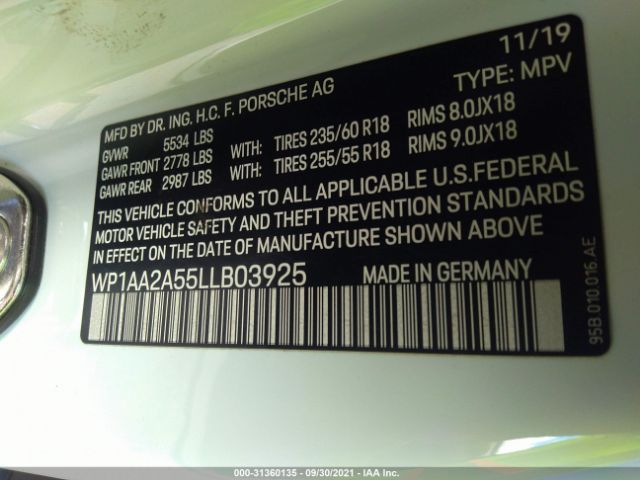 11/19
MFD BY DR. ING. H.C. F. PORSCHE AG TYPE: MPV
GVWR 5534 LBS
GAWR FRONT 2778 LBS WITH: TIRES 235/60 R18 RIMS 8.0JX18
GAWR REAR 2987 LBS WITH: TIRES 255/55 R18 RIMS 9.0JX18
THIS VEHICLE CONFORMS TO ALL APPLICABLE U.S.FEDERAL
MOTOR VEHICLE SAFETY AND THEFT PREVENTION STANDARDS
IN EFFECT ON THE DATE OF MANUFACTURE SHOWN ABOVE
WP1AA2A55LLB03925 MADE IN GERMANY
95B.010.016.AE
000-31360135 - 09/30/2021 - IAA Inc.